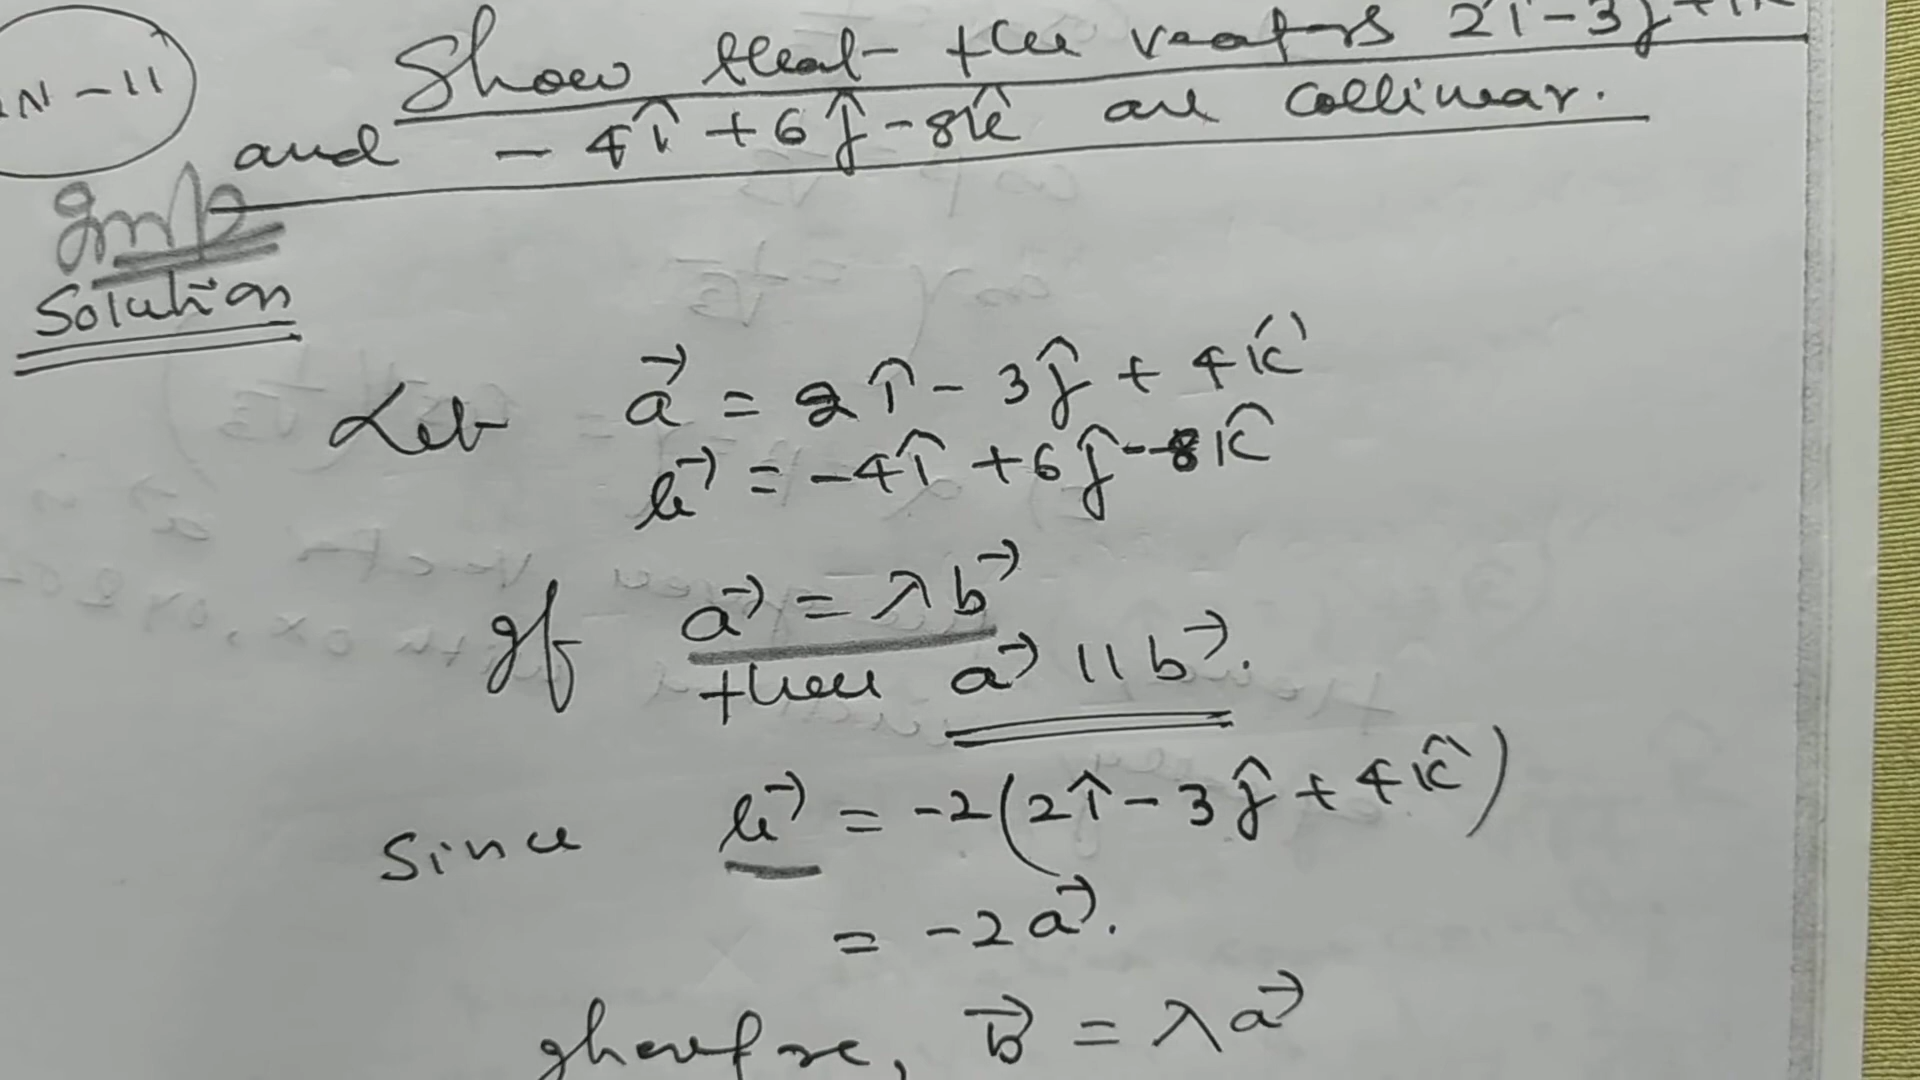 Show that the vectors 2î - 3ĵ + 4k̂
N - 11
and - 4î + 6ĵ - 8k̂ are collinear.
Imp
Solution
Let a⃗ = 2î - 3ĵ + 4k̂
b⃗ = -4î + 6ĵ - 8k̂
If a⃗ = λb⃗
then a⃗ || b⃗.
Since b⃗ = -2(2î - 3ĵ + 4k̂)
= -2a⃗.
Therefore, b⃗ = λa⃗